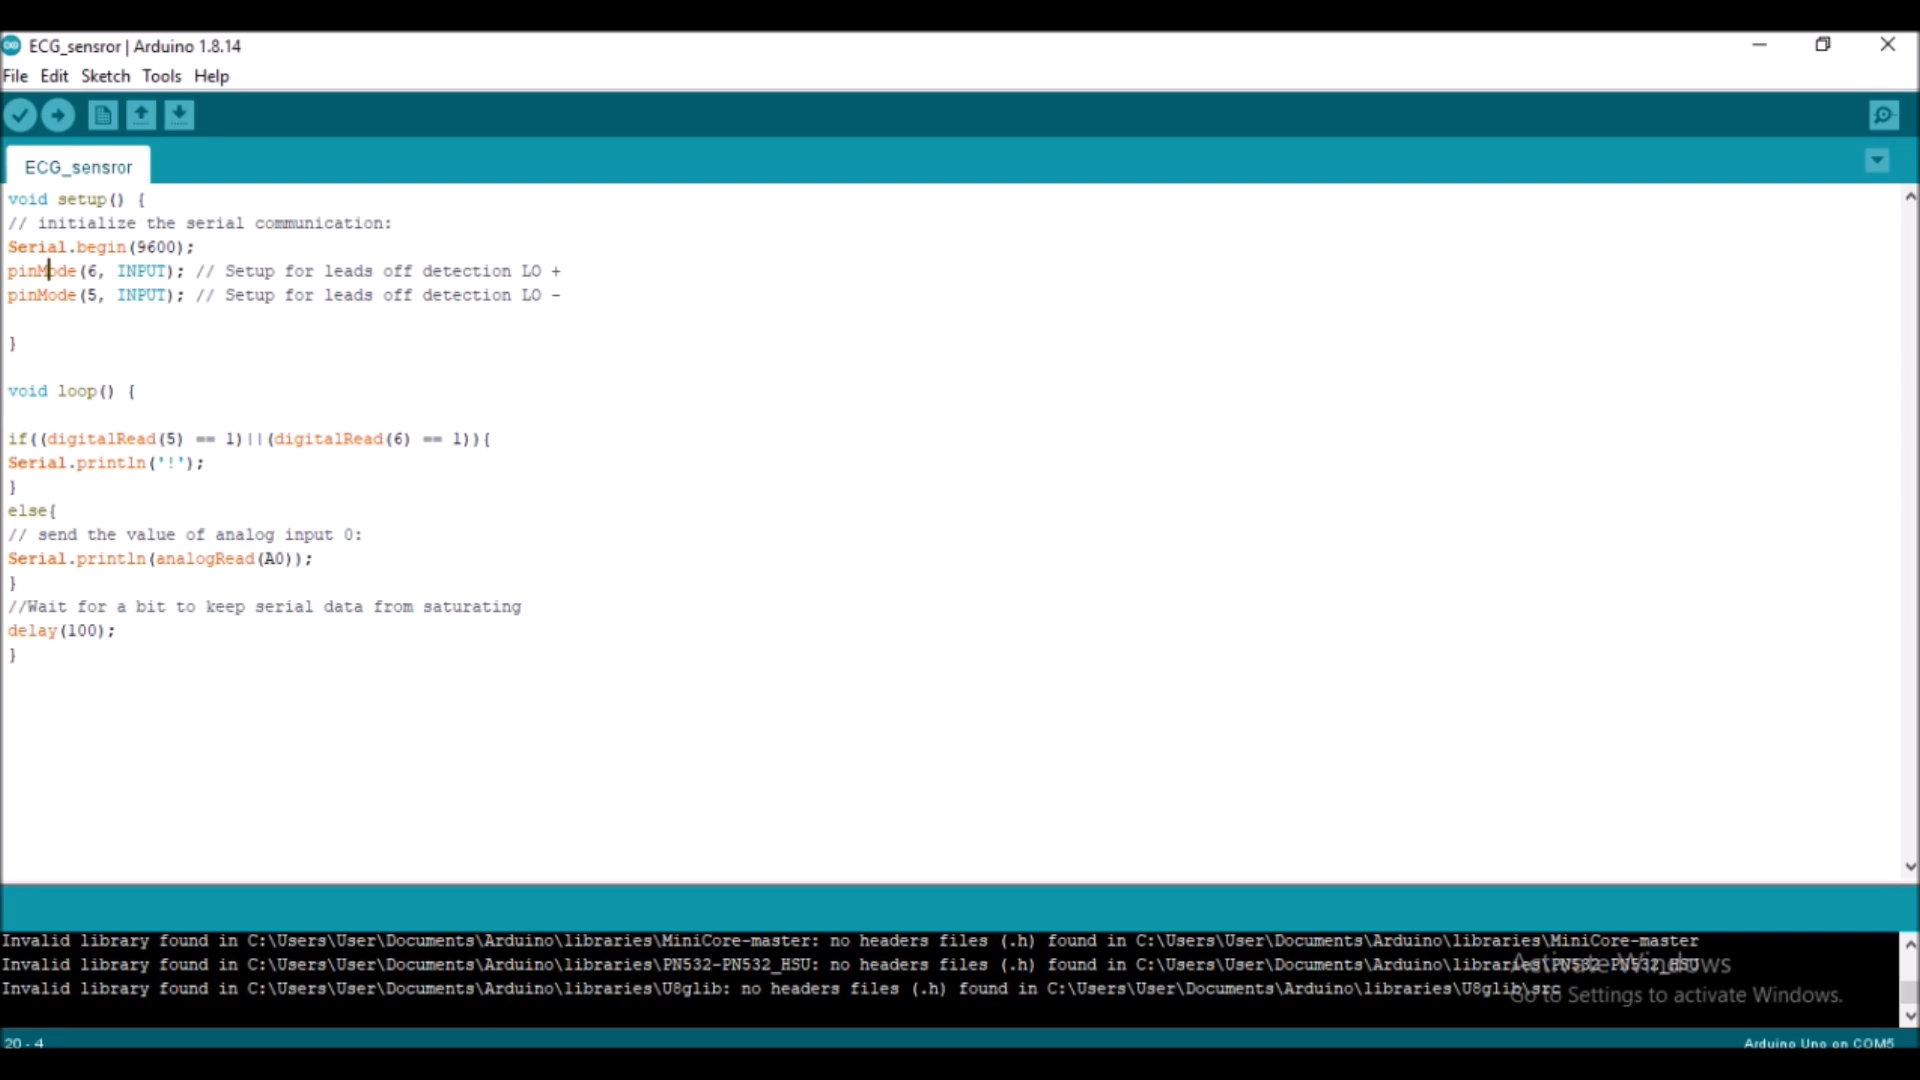 ECG_sensror | Arduino 1.8.14
File Edit Sketch Tools Help
ECG_sensror
void setup() {
// initialize the serial communication:
Serial.begin(9600);
pinMode(6, INPUT); // Setup for leads off detection LO +
pinMode(5, INPUT); // Setup for leads off detection LO -
}
void loop() {
if((digitalRead(5) == 1)||(digitalRead(6) == 1)){
Serial.println('!');
}
else{
// send the value of analog input 0:
Serial.println(analogRead(A0));
}
//Wait for a bit to keep serial data from saturating
delay(100);
}
Invalid library found in C:\Users\User\Documents\Arduino\libraries\MiniCore-master: no headers files (.h) found in C:\Users\User\Documents\Arduino\libraries\MiniCore-master
Invalid library found in C:\Users\User\Documents\Arduino\libraries\PN532-PN532_HSU: no headers files (.h) found in C:\Users\User\Documents\Arduino\libraries\PN532-PN532_HSU
Invalid library found in C:\Users\User\Documents\Arduino\libraries\U8glib: no headers files (.h) found in C:\Users\User\Documents\Arduino\libraries\U8glib\src
Activate Windows
Go to Settings to activate Windows.
20 - 4
Arduino Uno on COM5